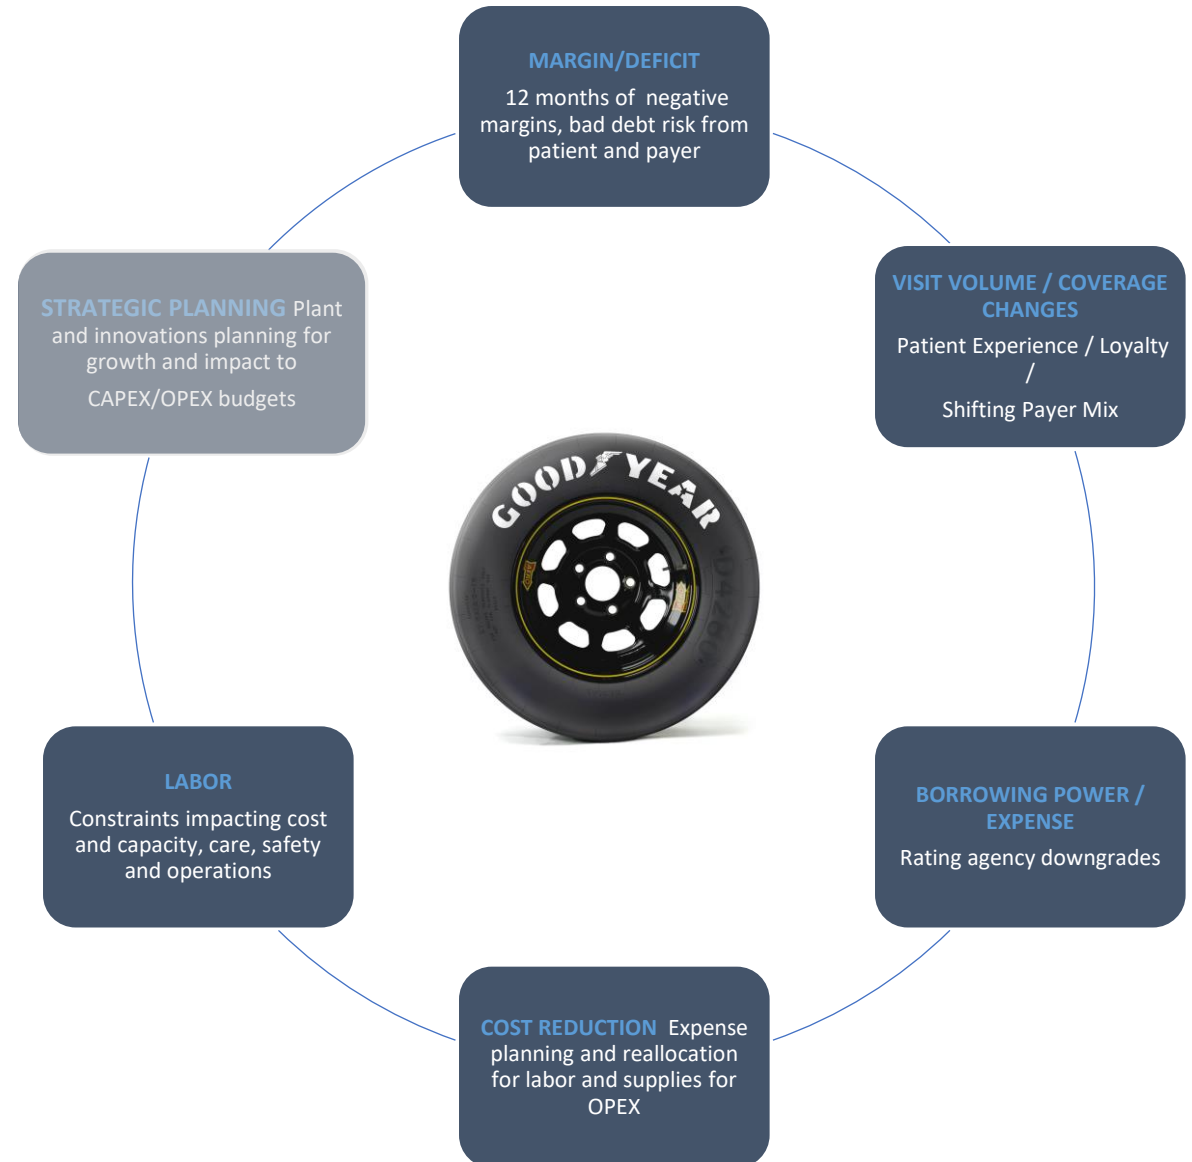 MARGIN/DEFICIT
12 months of negative
margins, bad debt risk from
patient and payer
VISIT VOLUME / COVERAGE
CHANGES
Patient Experience / Loyalty
/
Shifting Payer Mix
BORROWING POWER /
EXPENSE
Rating agency downgrades
COST REDUCTION Expense
planning and reallocation
for labor and supplies for
OPEX
LABOR
Constraints impacting cost
and capacity, care, safety
and operations
STRATEGIC PLANNING Plant
and innovations planning for
growth and impact to
CAPEX/OPEX budgets
GOOD YEAR